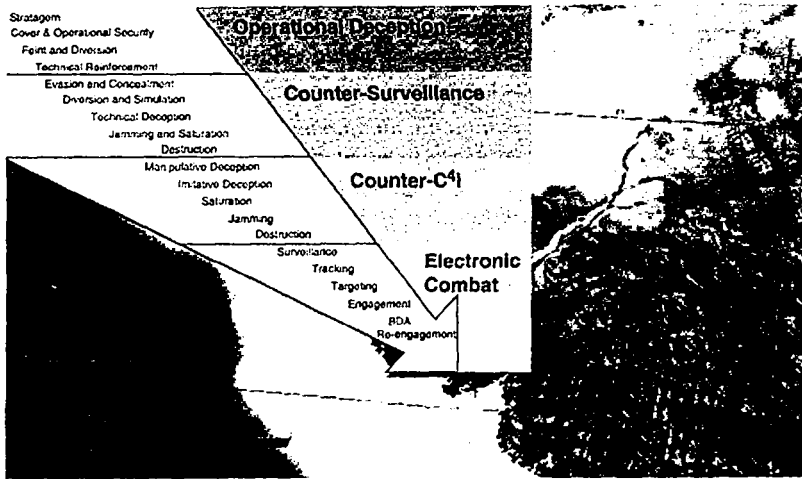 Stratagem
Cover & Operational Security
Feint and Diversion
Technical Reinforcement
Operational Deception
Evasion and Concealment
Diversion and Simulation
Technical Deception
Jamming and Saturation
Destruction
Counter-Surveillance
Manipulative Deception
Imitative Deception
Saturation
Jamming
Destruction
Counter-C⁴I
Surveillance
Tracking
Targeting
Engagement
BDA
Re-engagement
Electronic
Combat